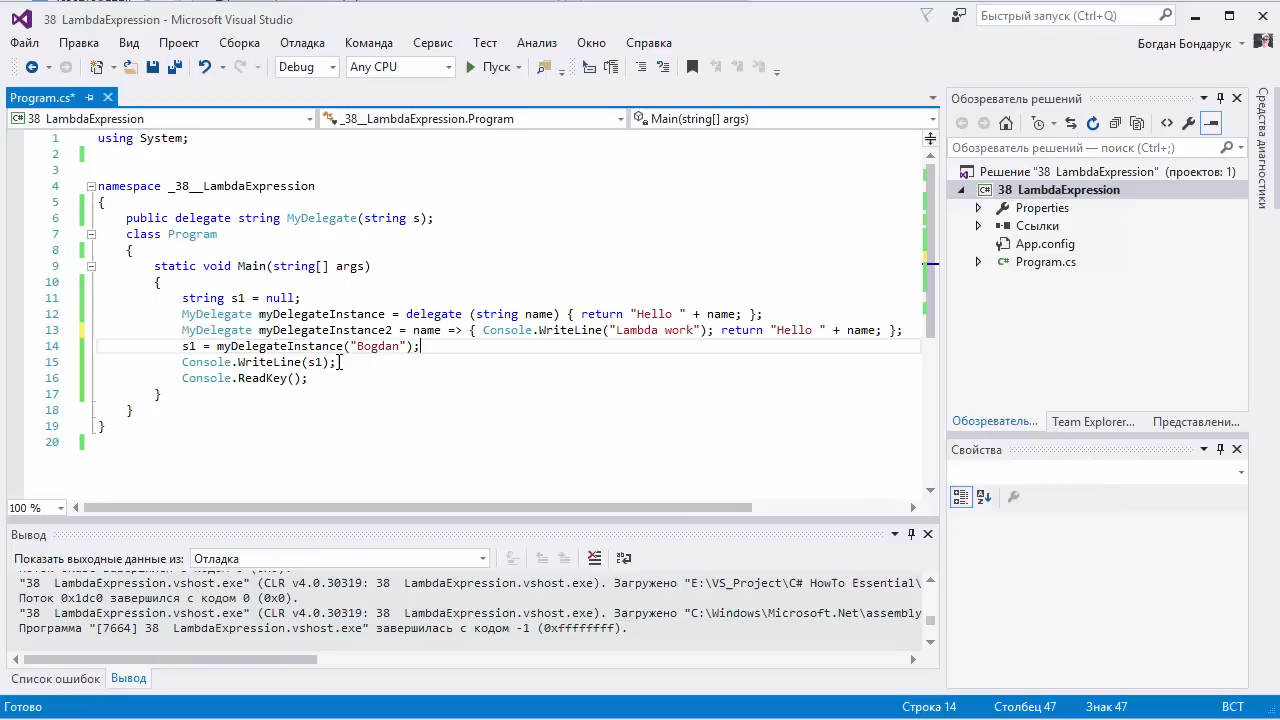 38 LambdaExpression - Microsoft Visual Studio
Быстрый запуск (Ctrl+Q)
Файл Правка Вид Проект Сборка Отладка Команда Сервис Тест Анализ Окно Справка
Богдан Бондарук
Debug Any CPU Пуск
Program.cs*
38 LambdaExpression _38__LambdaExpression.Program Main(string[] args)
1 using System;
2
3
4 namespace _38__LambdaExpression
5 {
6 public delegate string MyDelegate(string s);
7 class Program
8 {
9 static void Main(string[] args)
10 {
11 string s1 = null;
12 MyDelegate myDelegateInstance = delegate (string name) { return "Hello " + name; };
13 MyDelegate myDelegateInstance2 = name => { Console.WriteLine("Lambda work"); return "Hello " + name; };
14 s1 = myDelegateInstance("Bogdan");
15 Console.WriteLine(s1);
16 Console.ReadKey();
17 }
18 }
19 }
20
100 %
Вывод
Показать выходные данные из: Отладка
"38 LambdaExpression.vshost.exe" (CLR v4.0.30319: 38 LambdaExpression.vshost.exe). Загружено "E:\VS_Project\C# HowTo Essential\
Поток 0x1dc0 завершился с кодом 0 (0x0).
"38 LambdaExpression.vshost.exe" (CLR v4.0.30319: 38 LambdaExpression.vshost.exe). Загружено "C:\Windows\Microsoft.Net\assembly
Программа "[7664] 38 LambdaExpression.vshost.exe" завершилась с кодом -1 (0xffffffff).
Список ошибок Вывод
Обозреватель решений
Обозреватель решений — поиск (Ctrl+;)
Решение "38 LambdaExpression" (проектов: 1)
38 LambdaExpression
Properties
Ссылки
App.config
Program.cs
Обозреватель... Team Explorer... Представлени...
Свойства
Средства диагностики
Готово Строка 14 Столбец 47 Знак 47 ВСТ